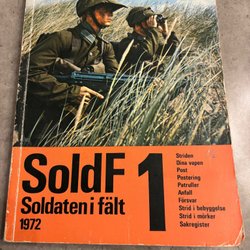 SoldF 1
Soldaten i fält
1972
Striden
Dina vapen
Post
Postering
Patruller
Anfall
Försvar
Strid i bebyggelse
Strid i mörker
Sakregister